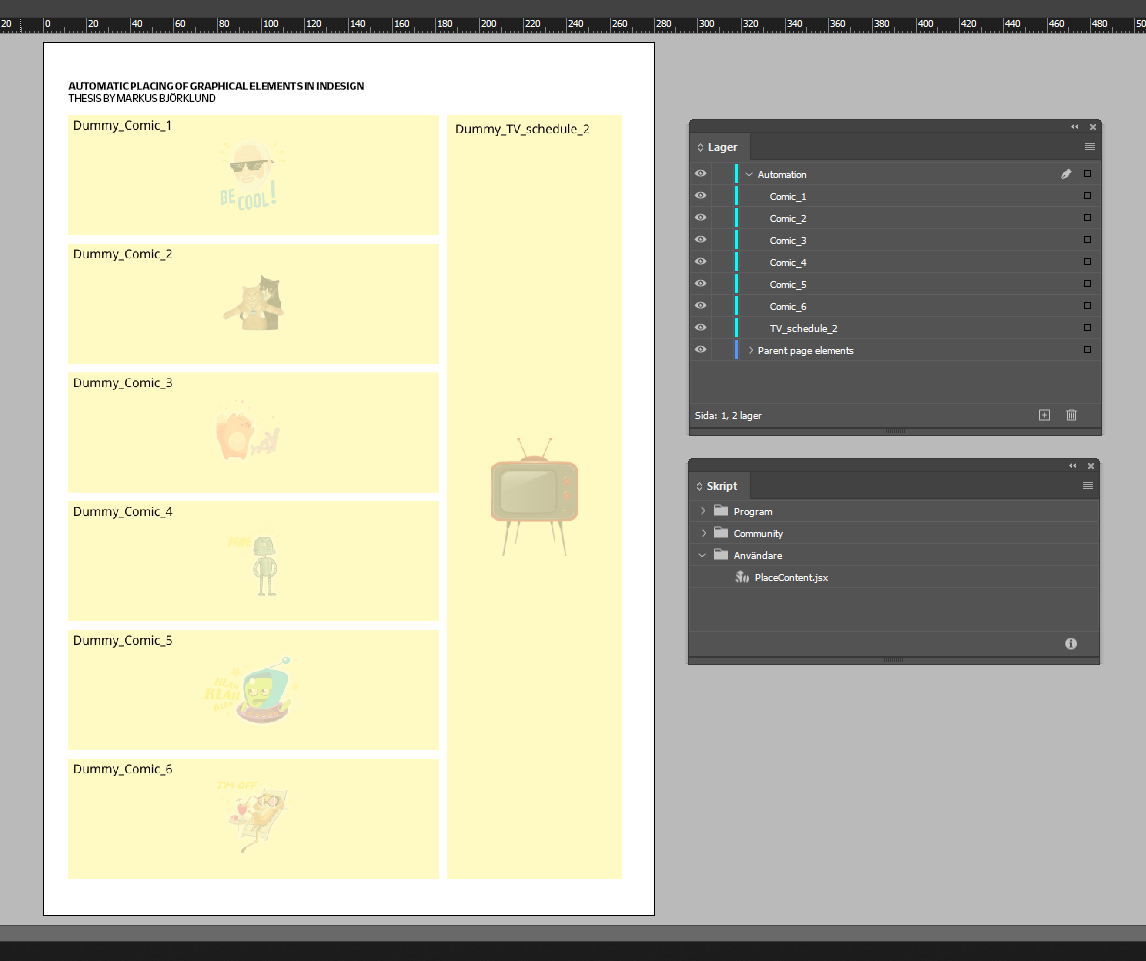 20 0 20 40 60 80 100 120 140 160 180 200 220 240 260 280 300 320 340 360 380 400 420 440 460 480 50
AUTOMATIC PLACING OF GRAPHICAL ELEMENTS IN INDESIGN
THESIS BY MARKUS BJÖRKLUND
Dummy_Comic_1
BE COOL!
Dummy_Comic_2
Dummy_Comic_3
Dummy_Comic_4
Dummy_Comic_5
BLAH
Dummy_Comic_6
I'M OFF
Dummy_TV_schedule_2
Lager
Automation
Comic_1
Comic_2
Comic_3
Comic_4
Comic_5
Comic_6
TV_schedule_2
Parent page elements
Sida: 1, 2 lager
Skript
Program
Community
Användare
PlaceContent.jsx